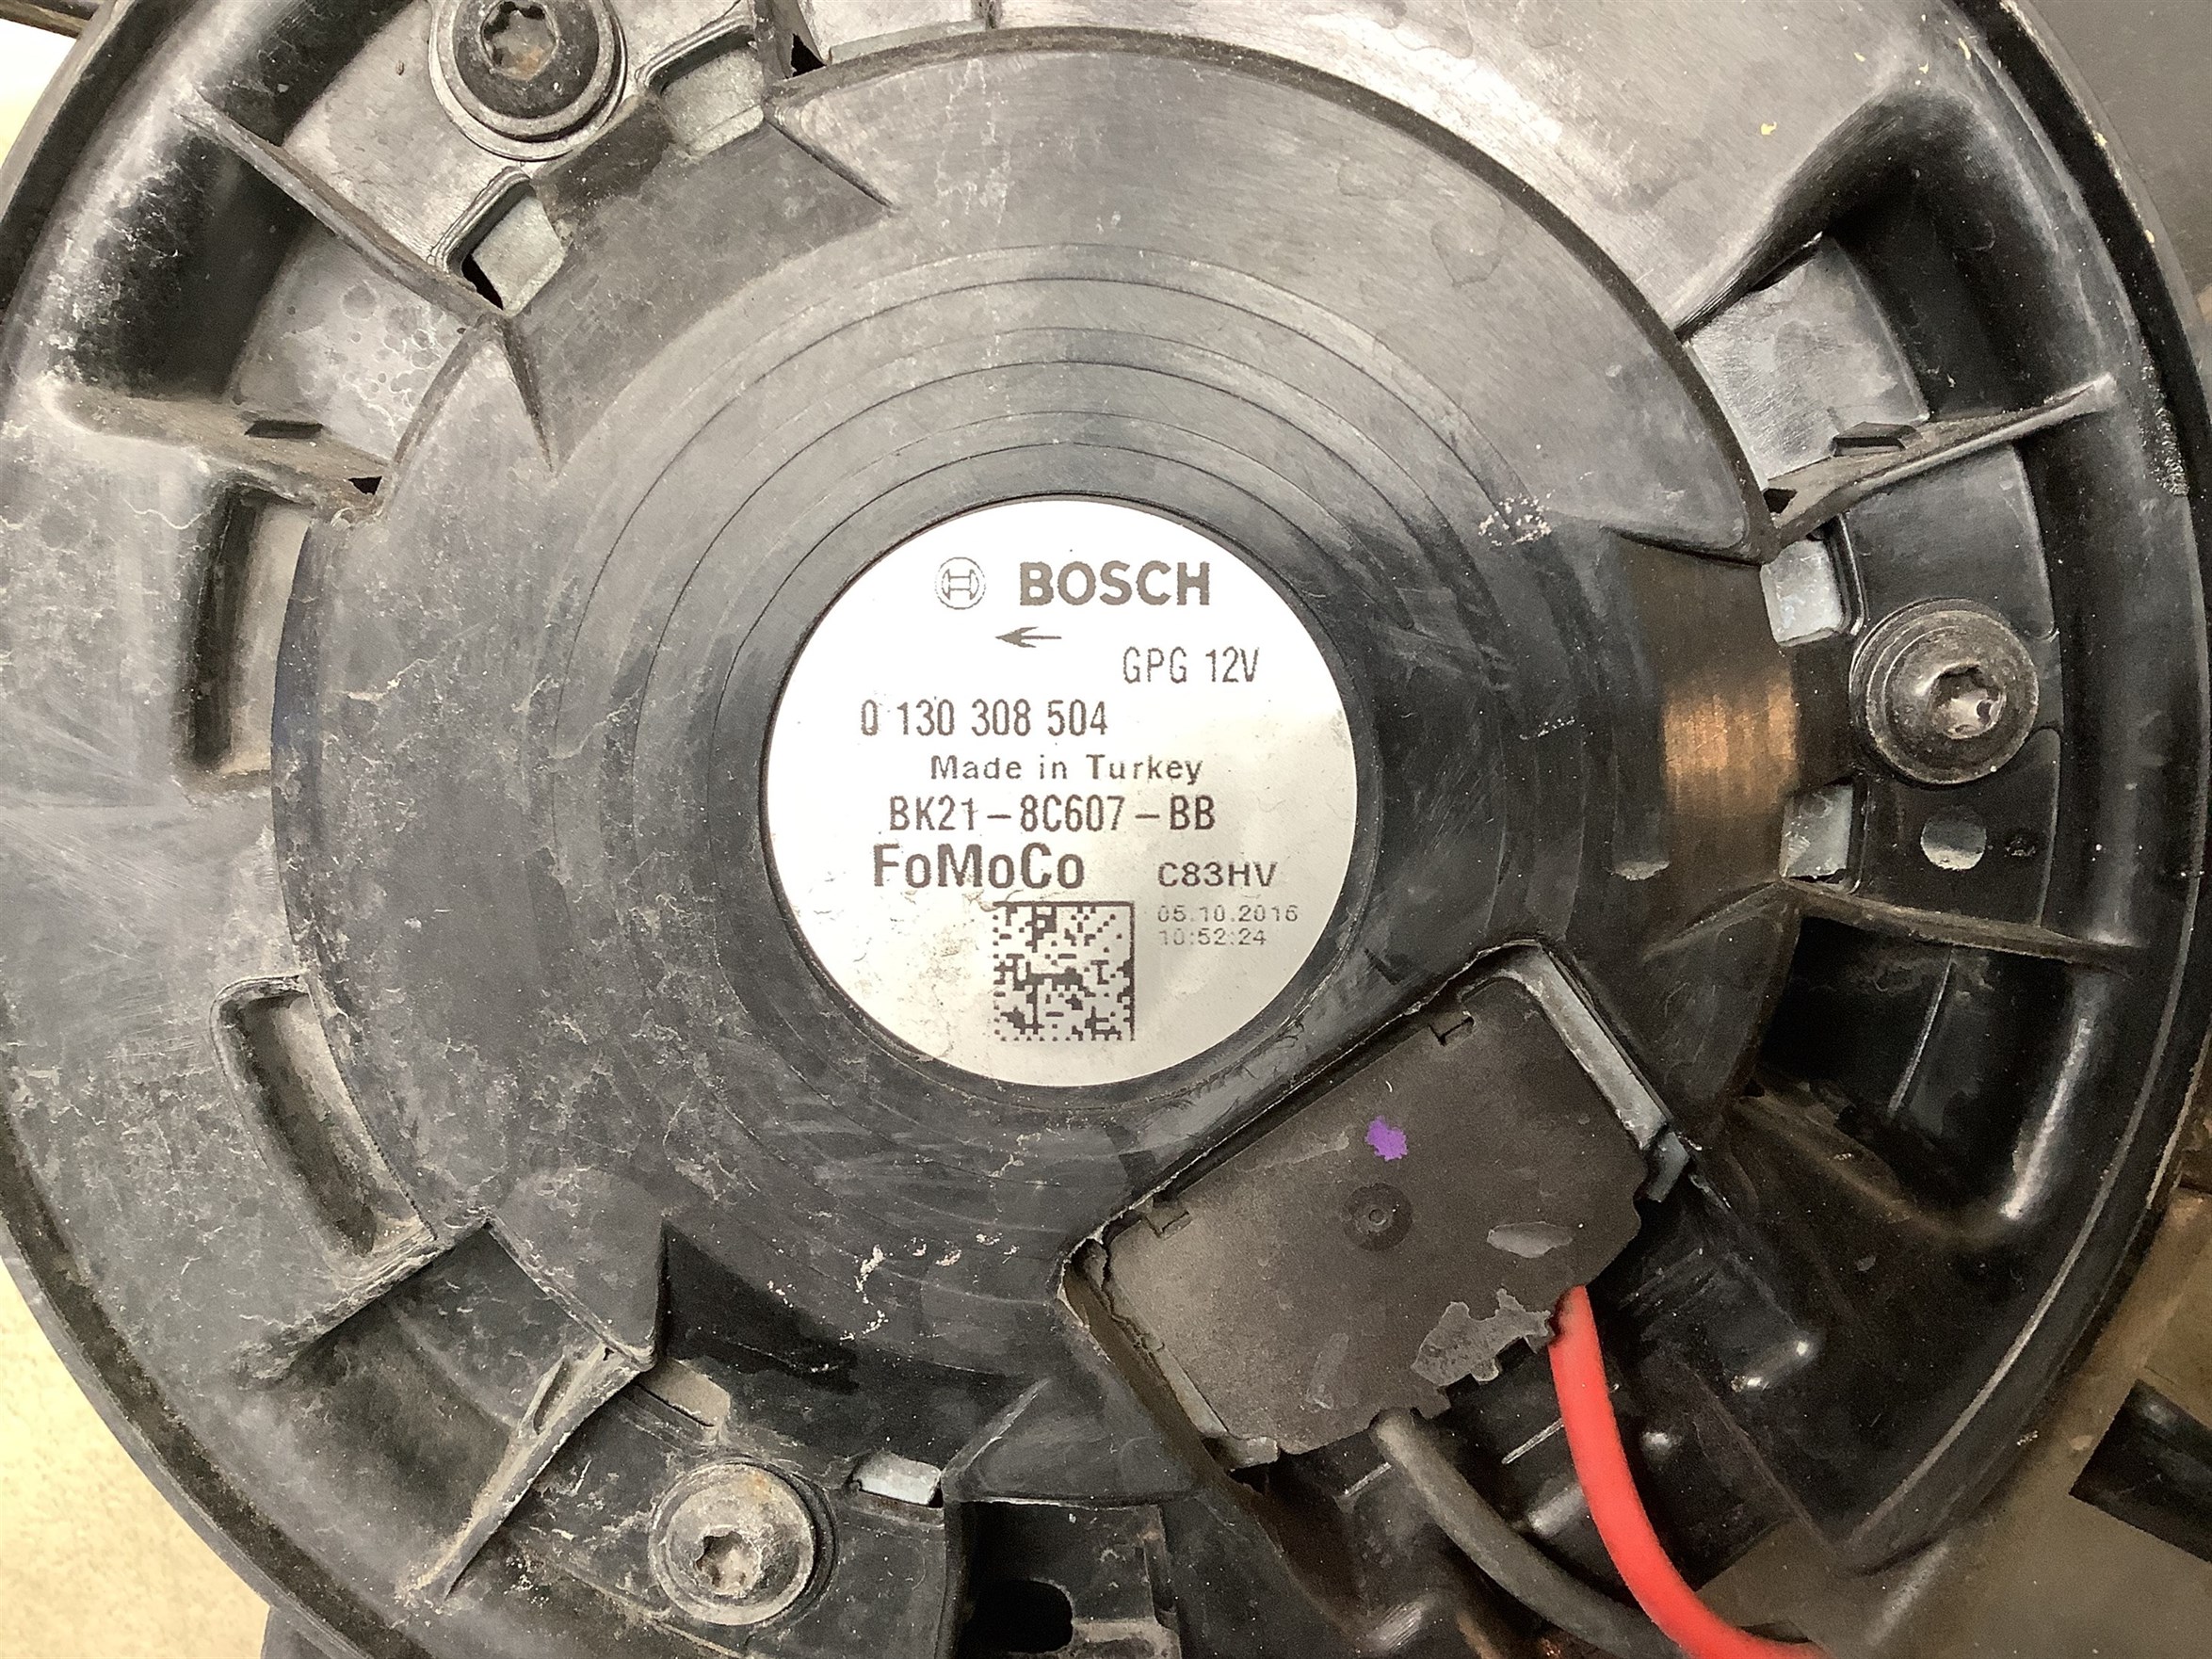 BOSCH
GPG 12V
0 130 308 504
Made in Turkey
BK21-8C607-BB
FoMoCo C83HV
05.10.2016
10:52:24